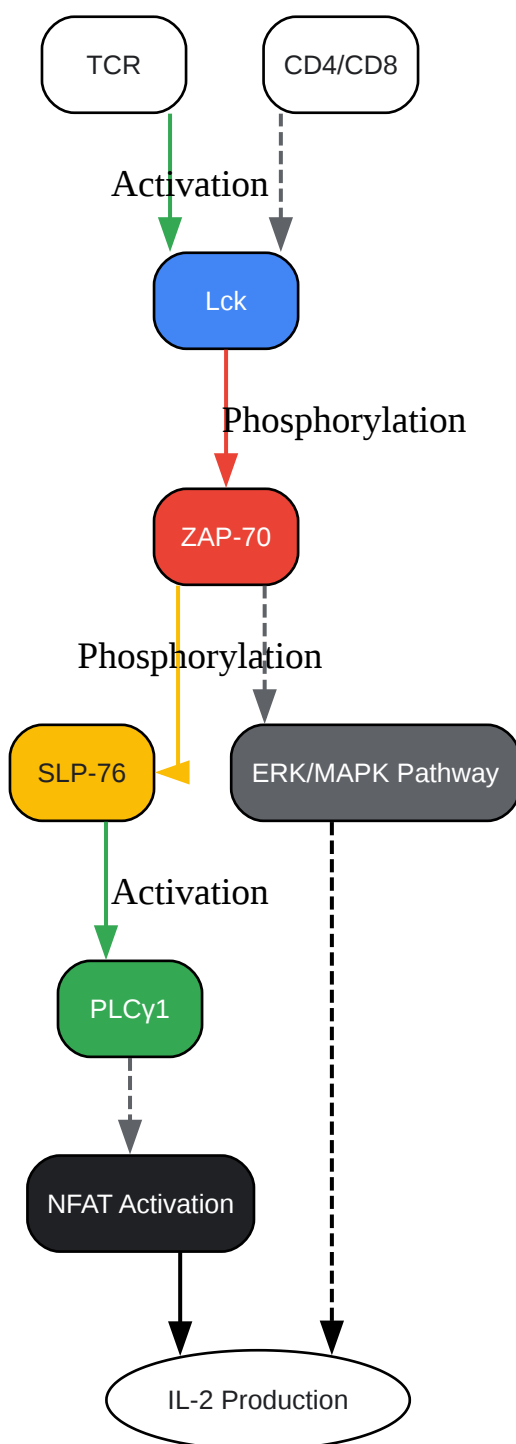 TCR
CD4/CD8
Activation
Lck
Phosphorylation
ZAP-70
Phosphorylation
SLP-76
ERK/MAPK Pathway
Activation
PLCγ1
NFAT Activation
IL-2 Production